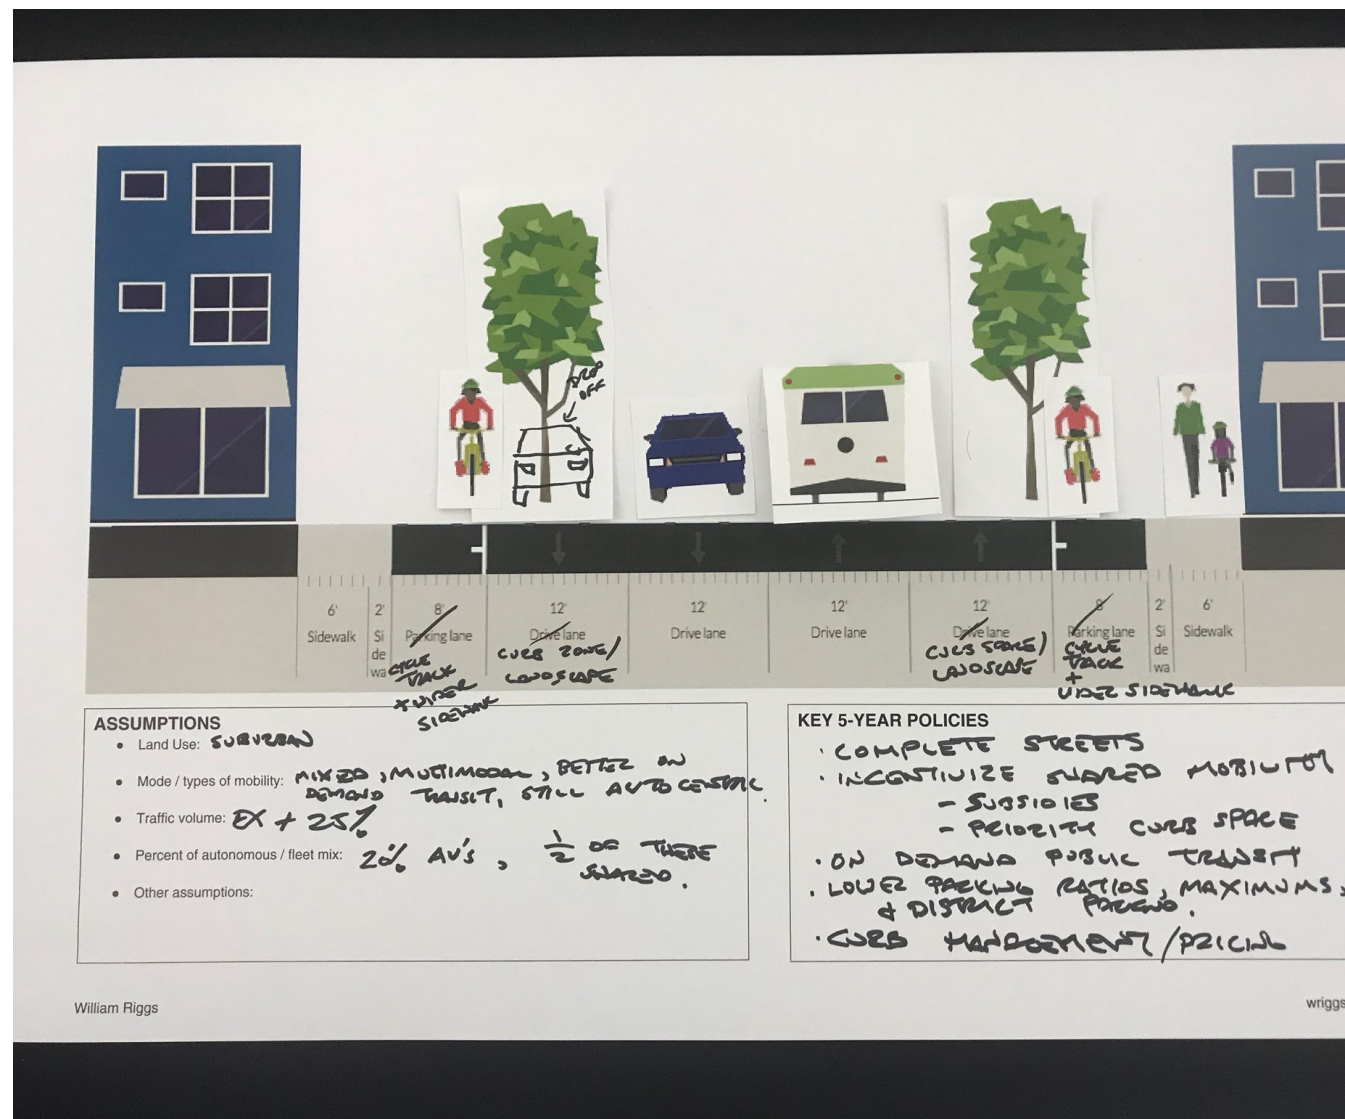 DROP
OFF
6' 2' 8' 12' 12' 12' 12' 8' 2' 6'
Sidewalk Si Parking lane Drive lane Drive lane Drive lane Drive lane Parking lane Si Sidewalk
de de
wa wa
CYCLE
TRACK
+ WIDER
SIDEWALK
CURB ZONE/
LANDSCAPE
CURB SPACE/
LANDSCAPE
CYCLE
TRACK
+
WIDER SIDEWALK
ASSUMPTIONS
• Land Use: SUBURBAN
• Mode / types of mobility: MIXED, MULTIMODAL, BETTER ON
DEMAND TRANSIT, STILL AUTO CENTRIC.
• Traffic volume: EX + 25%
• Percent of autonomous / fleet mix: 20% AV'S, 1/2 OF THESE
SHARED.
• Other assumptions:
KEY 5-YEAR POLICIES
· COMPLETE STREETS
· INCENTIVIZE SHARED MOBILITY
– SUBSIDIES
– PRIORITY CURB SPACE
· ON DEMAND PUBLIC TRANSIT
· LOWER PARKING RATIOS, MAXIMUMS,
& DISTRICT PARKING.
· CURB MANAGEMENT/PRICING
William Riggs
wriggs